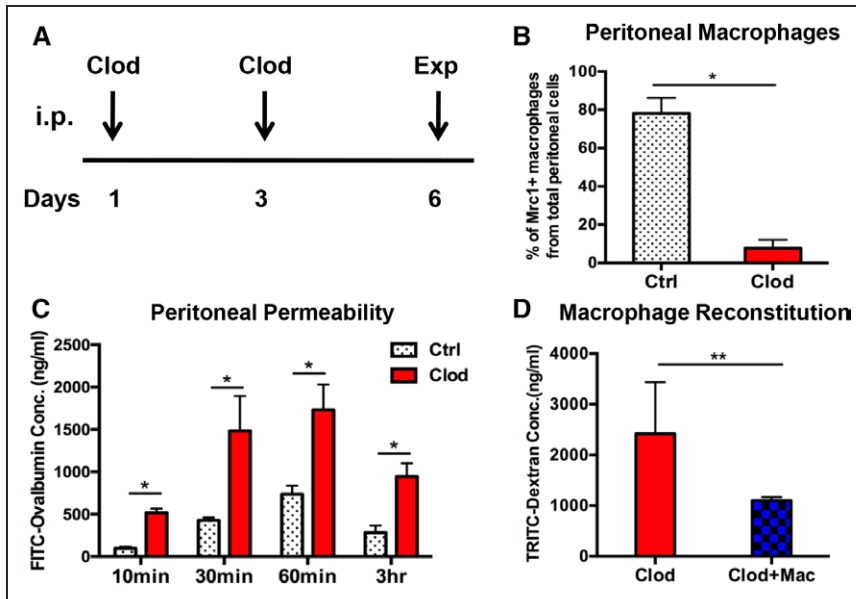 A
Clod Clod Exp
i.p.
Days 1 3 6
B
Peritoneal Macrophages
% of Mrc1+ macrophages
from total peritoneal cells
100
80
60
40
20
0
*
Ctrl Clod
C
Peritoneal Permeability
FITC-Ovalbumin Conc.(ng/ml)
2500
2000
1500
1000
500
0
Ctrl
Clod
* * * *
10min 30min 60min 3hr
D
Macrophage Reconstitution
TRITC-Dextran Conc.(ng/ml)
4000
3000
2000
1000
0
**
Clod Clod+Mac